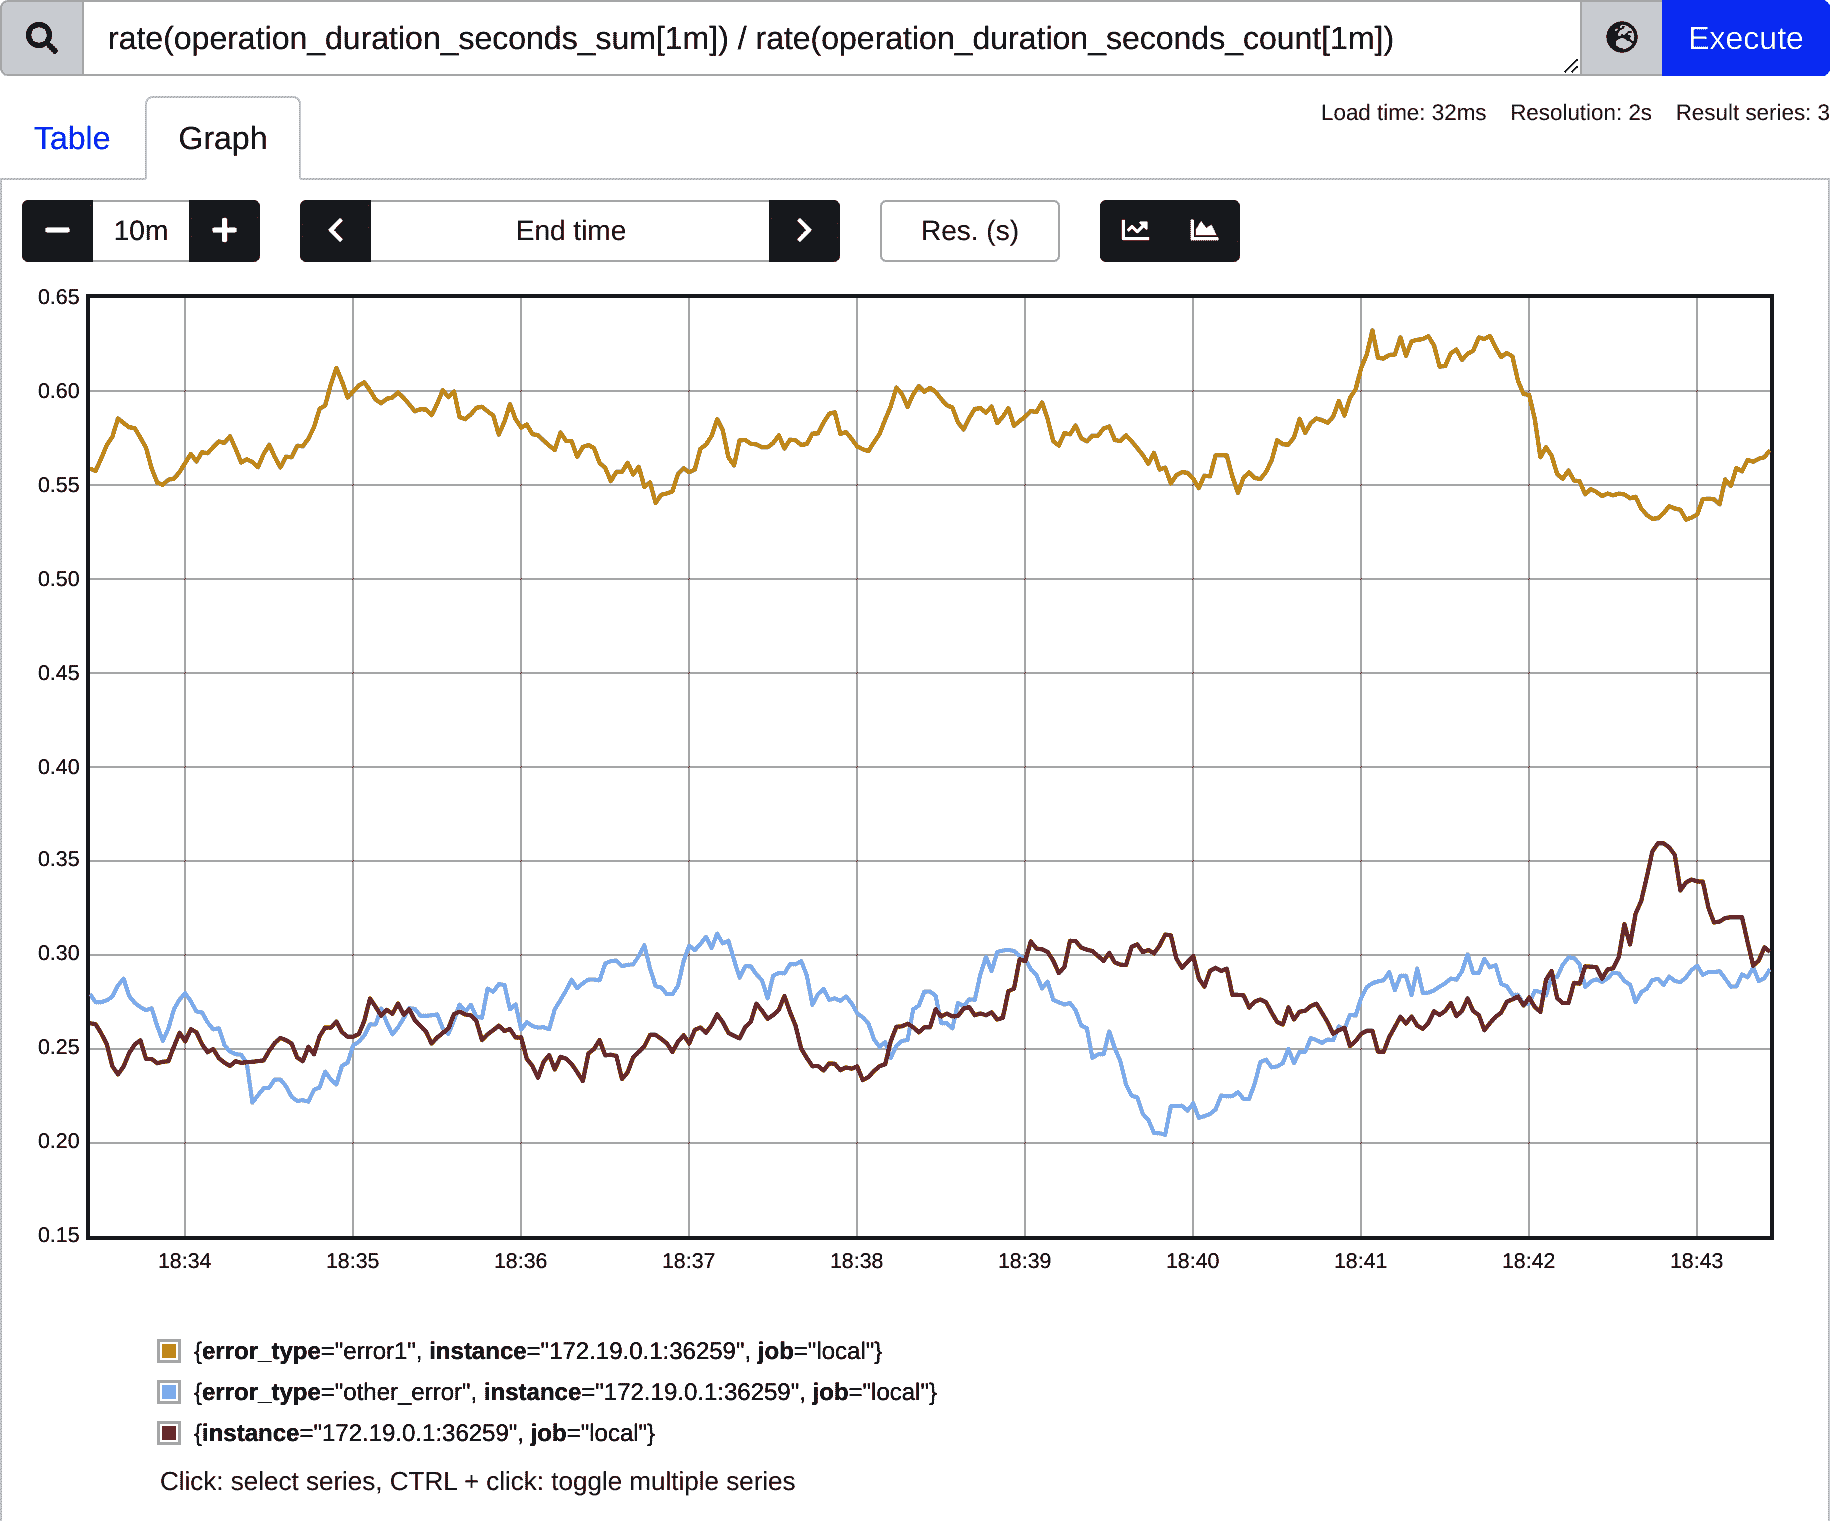 rate(operation_duration_seconds_sum[1m]) / rate(operation_duration_seconds_count[1m])
Execute
Load time: 32ms Resolution: 2s Result series: 3
Table Graph
10m End time Res. (s)
0.65
0.60
0.55
0.50
0.45
0.40
0.35
0.30
0.25
0.20
0.15
18:34 18:35 18:36 18:37 18:38 18:39 18:40 18:41 18:42 18:43
{error_type="error1", instance="172.19.0.1:36259", job="local"}
{error_type="other_error", instance="172.19.0.1:36259", job="local"}
{instance="172.19.0.1:36259", job="local"}
Click: select series, CTRL + click: toggle multiple series